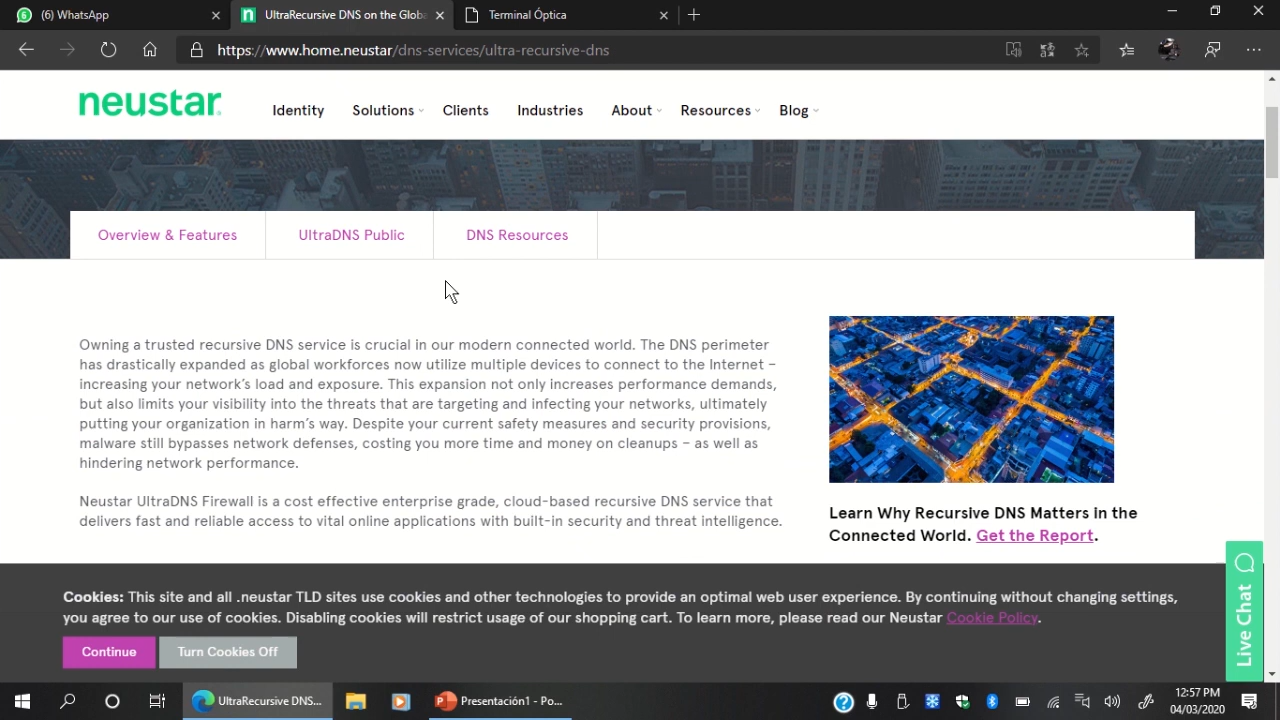 (6) WhatsApp
UltraRecursive DNS on the Globa
Terminal Óptica
https://www.home.neustar/dns-services/ultra-recursive-dns
neustar
Identity Solutions Clients Industries About Resources Blog
Overview & Features UltraDNS Public DNS Resources
Owning a trusted recursive DNS service is crucial in our modern connected world. The DNS perimeter
has drastically expanded as global workforces now utilize multiple devices to connect to the Internet –
increasing your network's load and exposure. This expansion not only increases performance demands,
but also limits your visibility into the threats that are targeting and infecting your networks, ultimately
putting your organization in harm's way. Despite your current safety measures and security provisions,
malware still bypasses network defenses, costing you more time and money on cleanups – as well as
hindering network performance.
Neustar UltraDNS Firewall is a cost effective enterprise grade, cloud-based recursive DNS service that
delivers fast and reliable access to vital online applications with built-in security and threat intelligence.
Learn Why Recursive DNS Matters in the
Connected World. Get the Report.
Live Chat
Cookies: This site and all .neustar TLD sites use cookies and other technologies to provide an optimal web user experience. By continuing without changing settings,
you agree to our use of cookies. Disabling cookies will restrict usage of our shopping cart. To learn more, please read our Neustar Cookie Policy.
Continue Turn Cookies Off
UltraRecursive DNS...
Presentación1 - Po...
12:57 PM
04/03/2020